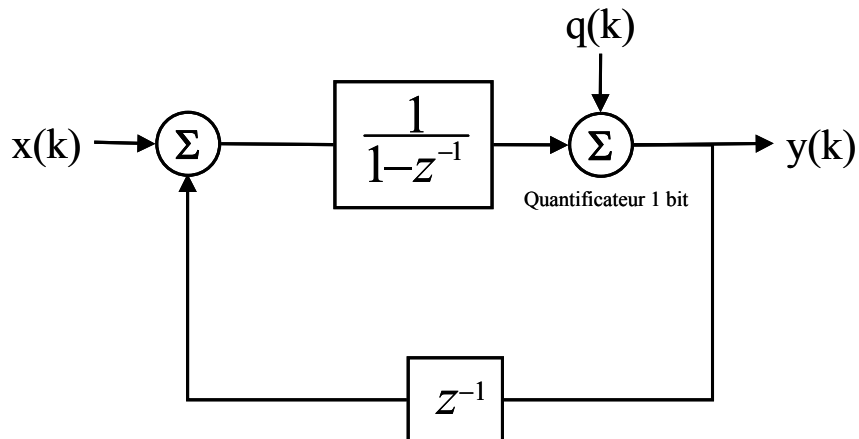 q(k)
x(k)
Σ
1
1−z⁻¹
Σ
y(k)
Quantificateur 1 bit
z⁻¹